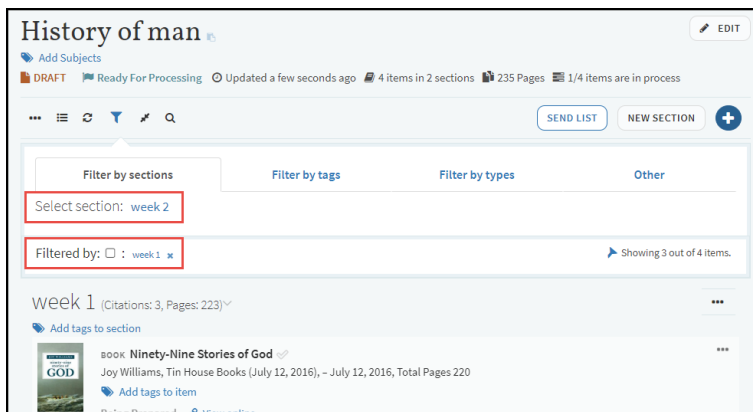 History of man
EDIT
Add Subjects
DRAFT Ready For Processing Updated a few seconds ago 4 items in 2 sections 235 Pages 1/4 items are in process
SEND LIST NEW SECTION
Filter by sections Filter by tags Filter by types Other
Select section: week 2
Filtered by: : week 1 x
Showing 3 out of 4 items.
week 1 (Citations: 3, Pages: 223)
Add tags to section
GOD
BOOK Ninety-Nine Stories of God
Joy Williams, Tin House Books (July 12, 2016), – July 12, 2016, Total Pages 220
Add tags to item